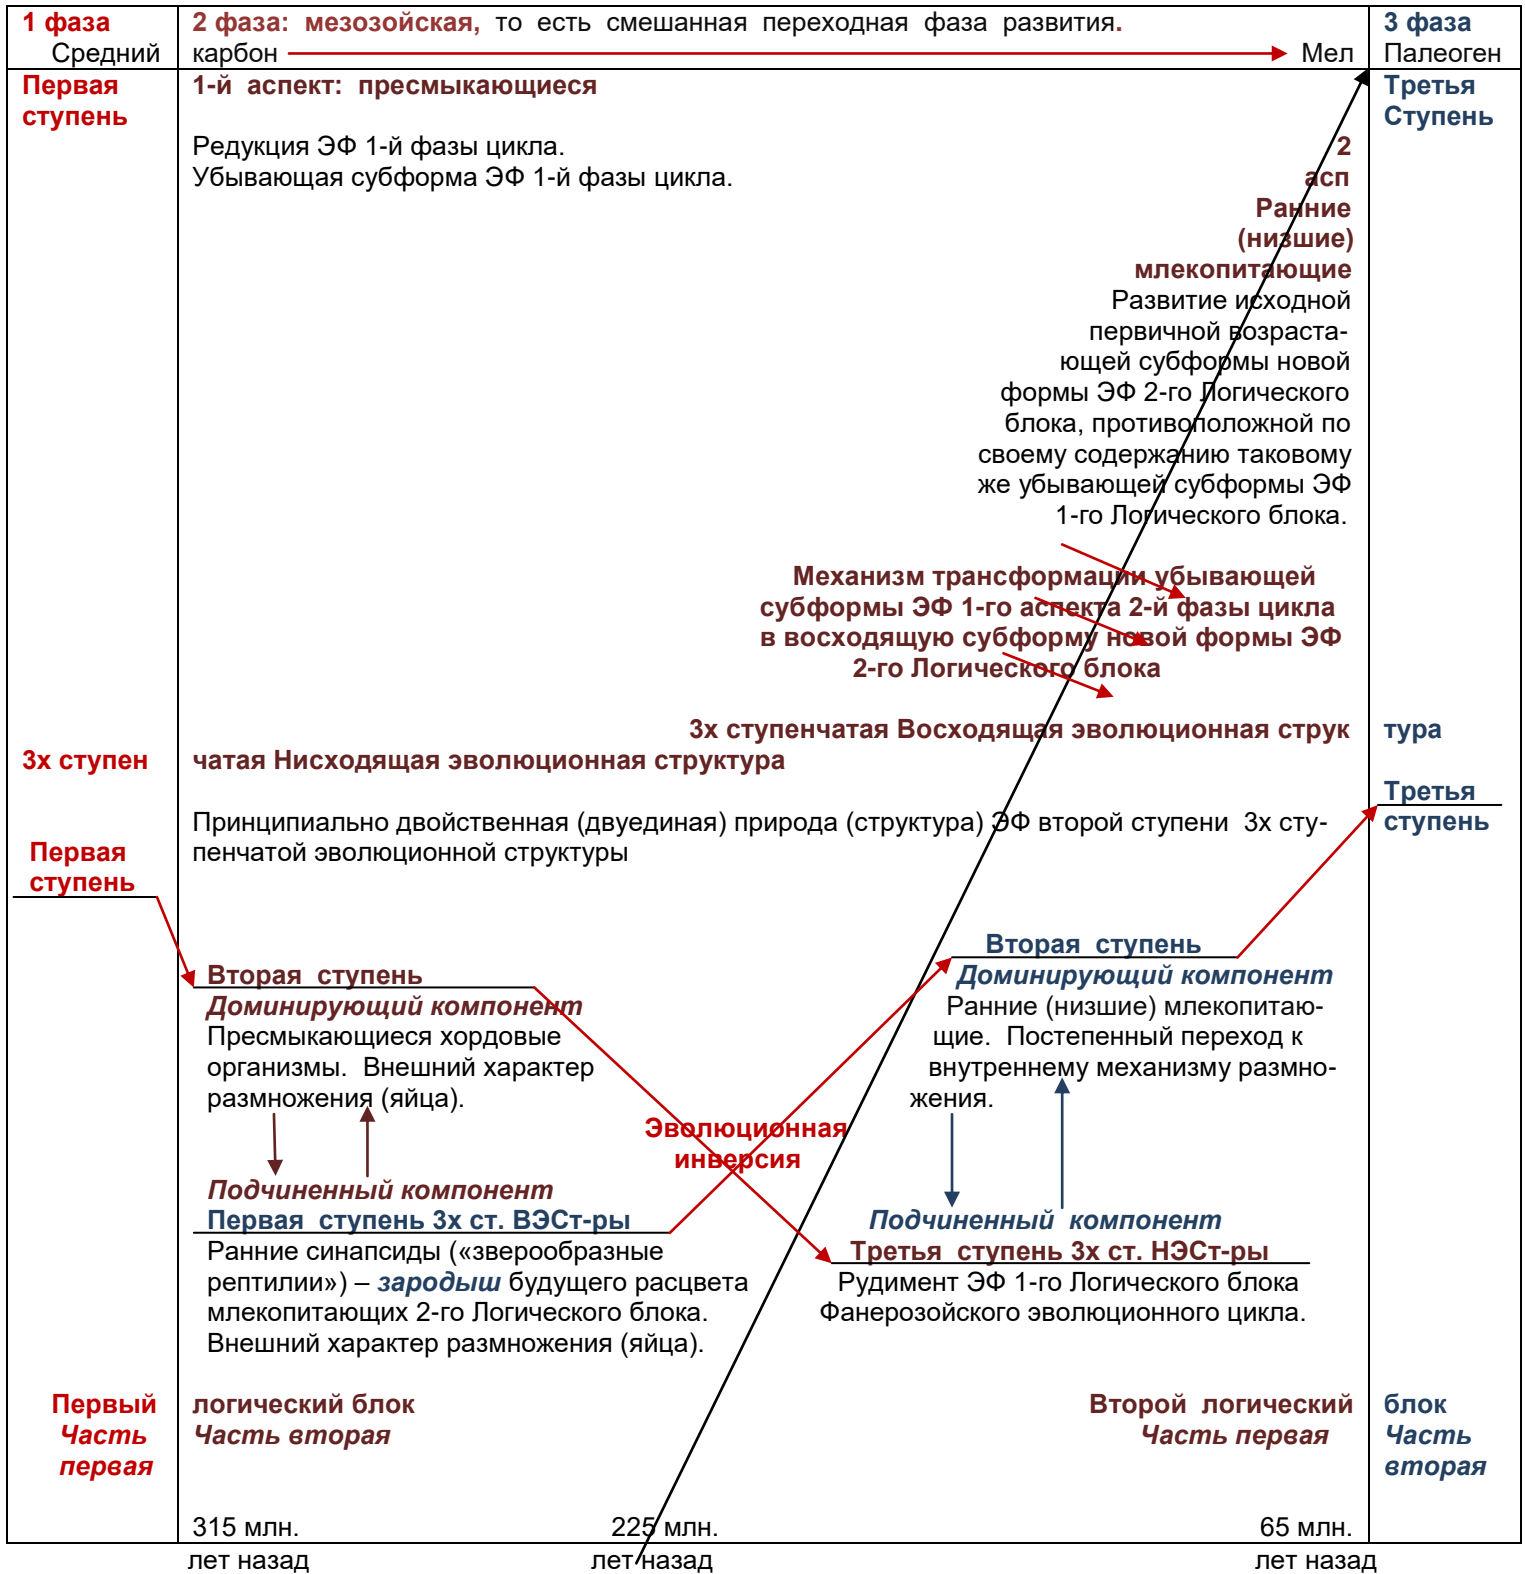 1 фаза 2 фаза: мезозойская, то есть смешанная переходная фаза развития. 3 фаза
Средний карбон Мел Палеоген
Первая 1-й аспект: пресмыкающиеся Третья
ступень Ступень
Редукция ЭФ 1-й фазы цикла. 2
Убывающая субформа ЭФ 1-й фазы цикла. асп
Ранние
(низшие)
млекопитающие
Развитие исходной
первичной возраста-
ющей субформы новой
формы ЭФ 2-го Логического
блока, противоположной по
своему содержанию таковому
же убывающей субформы ЭФ
1-го Логического блока.
Механизм трансформации убывающей
субформы ЭФ 1-го аспекта 2-й фазы цикла
в восходящую субформу новой формы ЭФ
2-го Логического блока
3х ступенчатая Восходящая эволюционная струк тура
3х ступен чатая Нисходящая эволюционная структура
Третья
ступень
Принципиально двойственная (двуединая) природа (структура) ЭФ второй ступени 3х сту-
пенчатой эволюционной структуры
Первая
ступень
Вторая ступень
Доминирующий компонент
Пресмыкающиеся хордовые
организмы. Внешний характер
размножения (яйца).
Вторая ступень
Доминирующий компонент
Ранние (низшие) млекопитаю-
щие. Постепенный переход к
внутреннему механизму размно-
жения.
Эволюционная
инверсия
Подчиненный компонент
Первая ступень 3х ст. ВЭСт-ры
Ранние синапсиды («зверообразные
рептилии») – зародыш будущего расцвета
млекопитающих 2-го Логического блока.
Внешний характер размножения (яйца).
Подчиненный компонент
Третья ступень 3х ст. НЭСт-ры
Рудимент ЭФ 1-го Логического блока
Фанерозойского эволюционного цикла.
Первый логический блок Второй логический блок
Часть Часть вторая Часть первая Часть
первая вторая
315 млн. 225 млн. 65 млн.
лет назад лет назад лет назад